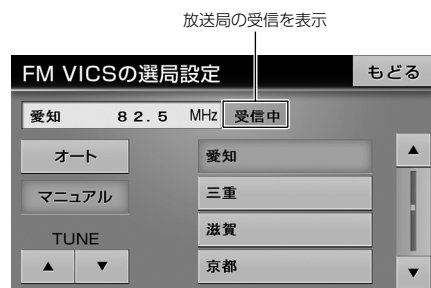 放送局の受信を表示
FM VICSの選局設定 もどる
愛知 82.5 MHz 受信中
オート
マニュアル
TUNE
▲ ▼
愛知
三重
滋賀
京都
▲
▼